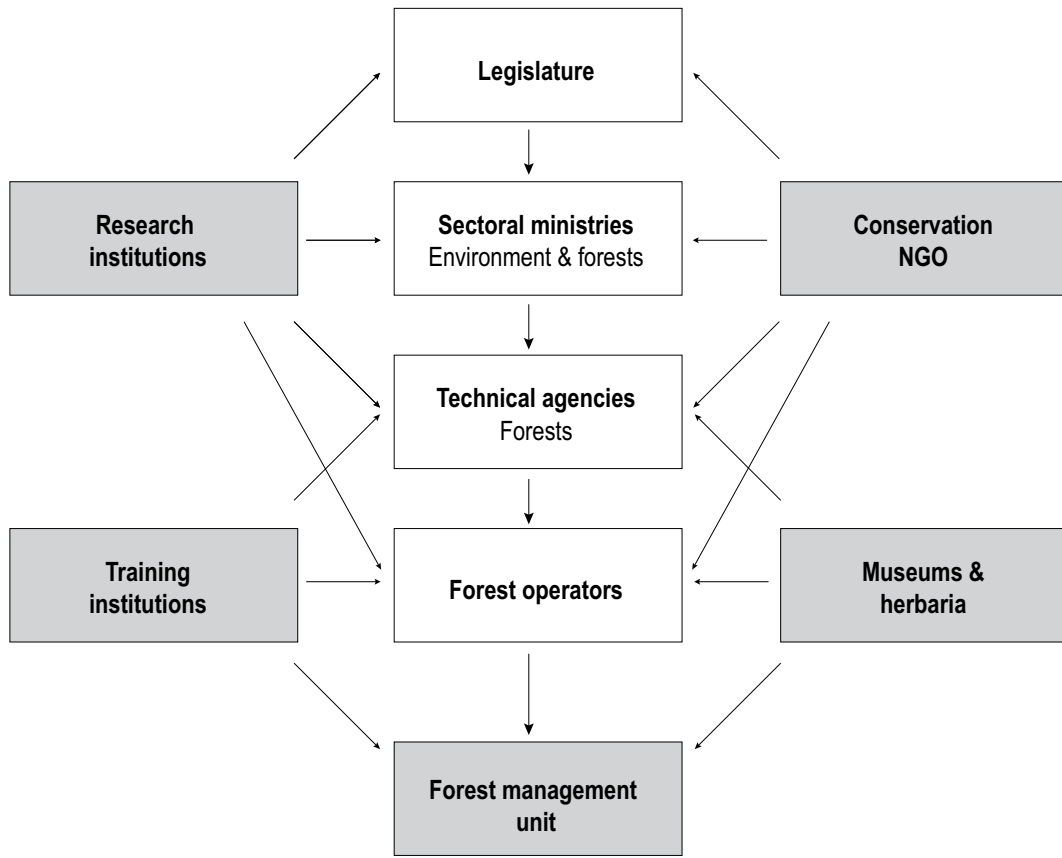 Legislature
Research
institutions
Sectoral ministries
Environment & forests
Conservation
NGO
Technical agencies
Forests
Training
institutions
Forest operators
Museums &
herbaria
Forest management
unit